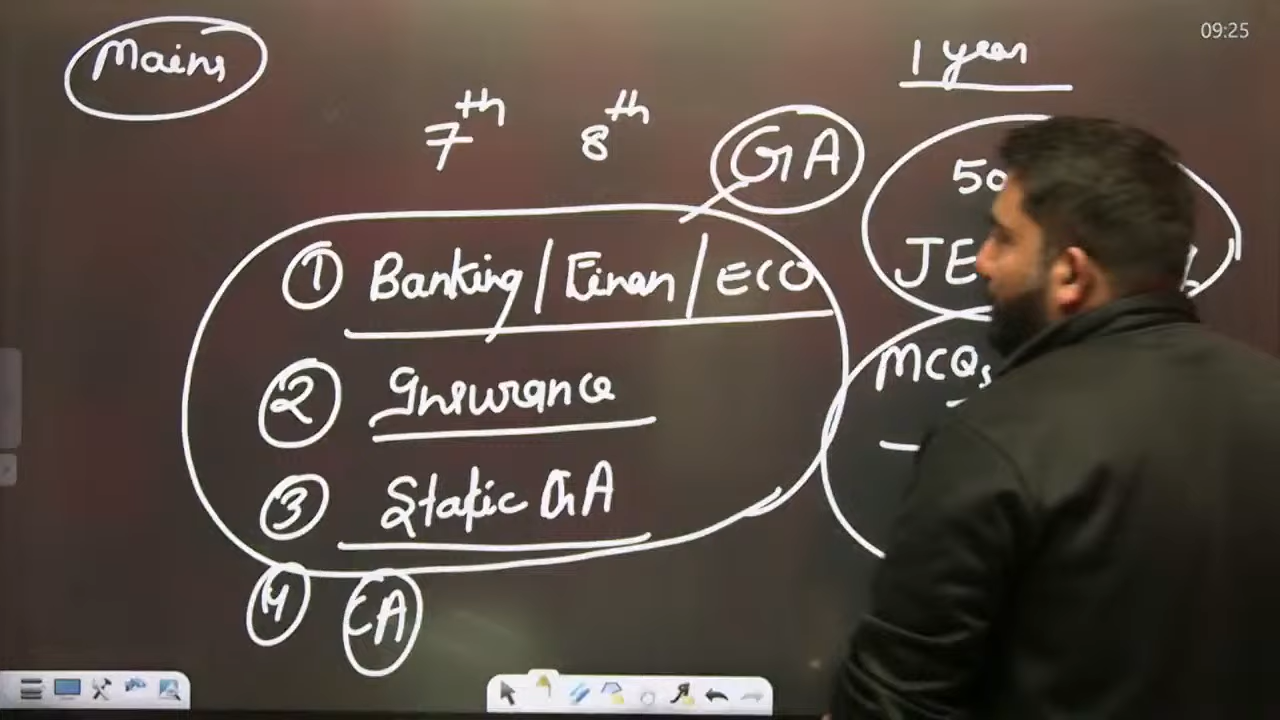 09:25
Mains
1 year
7th 8th
GA
50
① Banking/Finan/ECO
JE
② Insurance
MCQs
③ Static GA
④ CA